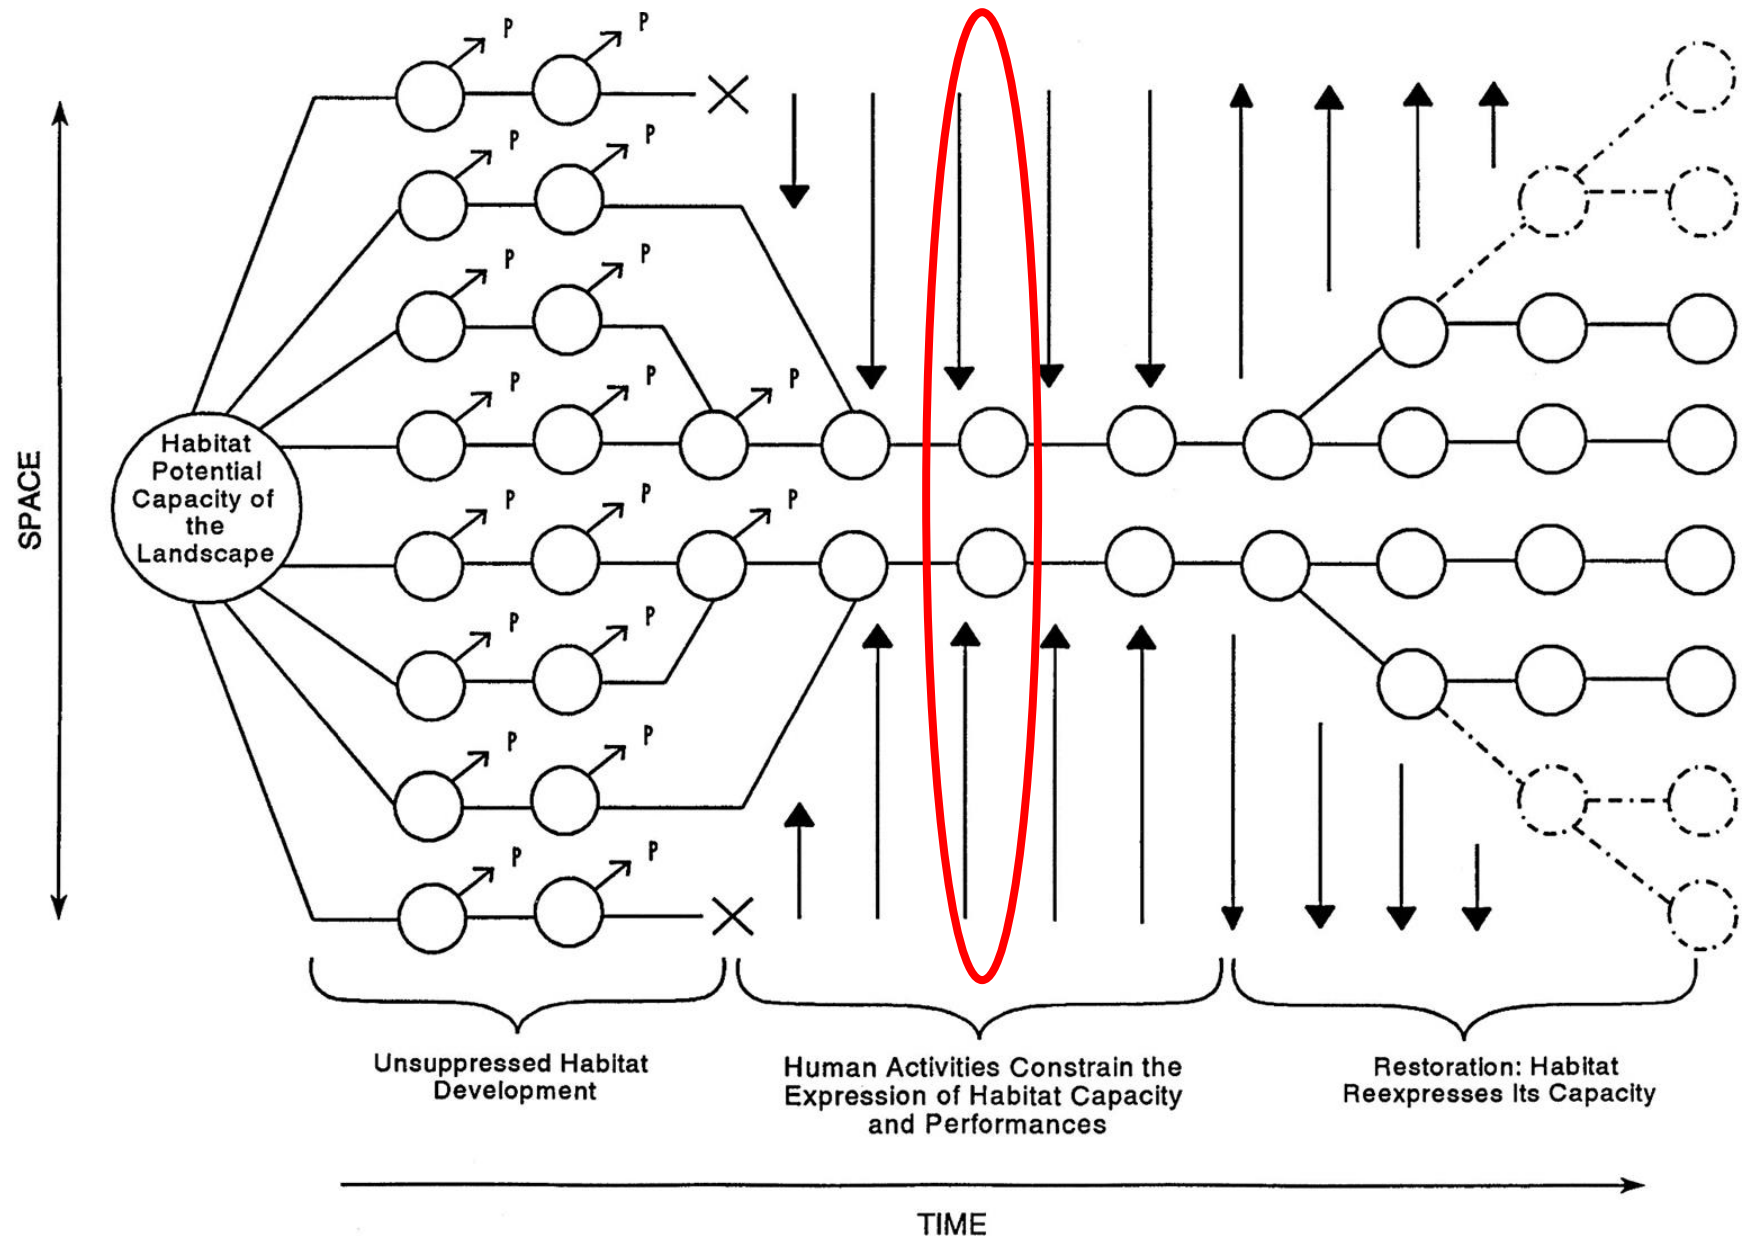 P P
P P
P P
P P P
Habitat
Potential
Capacity of
the
Landscape
SPACE
P P P
P P
P P
P P
Unsuppressed Habitat
Development
Human Activities Constrain the
Expression of Habitat Capacity
and Performances
Restoration: Habitat
Reexpresses Its Capacity
TIME